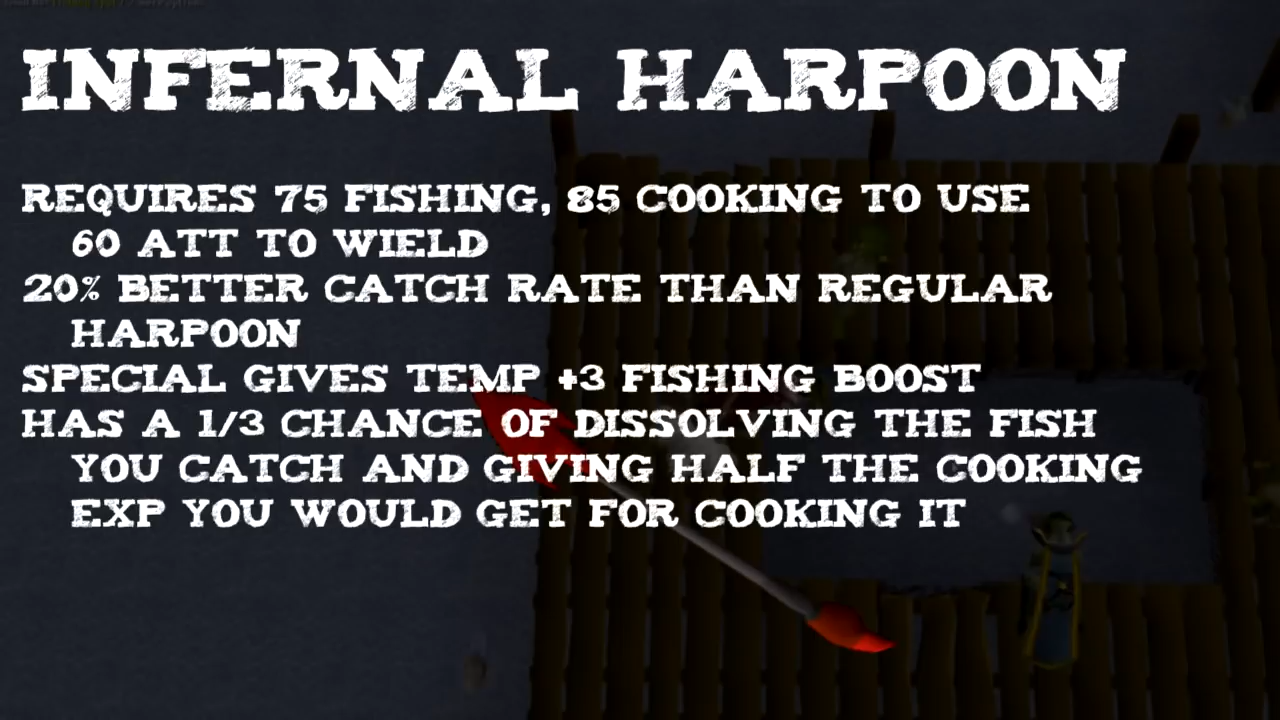 INFERNAL HARPOON
REQUIRES 75 FISHING, 85 COOKING TO USE
60 ATT TO WIELD
20% BETTER CATCH RATE THAN REGULAR
HARPOON
SPECIAL GIVES TEMP +3 FISHING BOOST
HAS A 1/3 CHANCE OF DISSOLVING THE FISH
YOU CATCH AND GIVING HALF THE COOKING
EXP YOU WOULD GET FOR COOKING IT